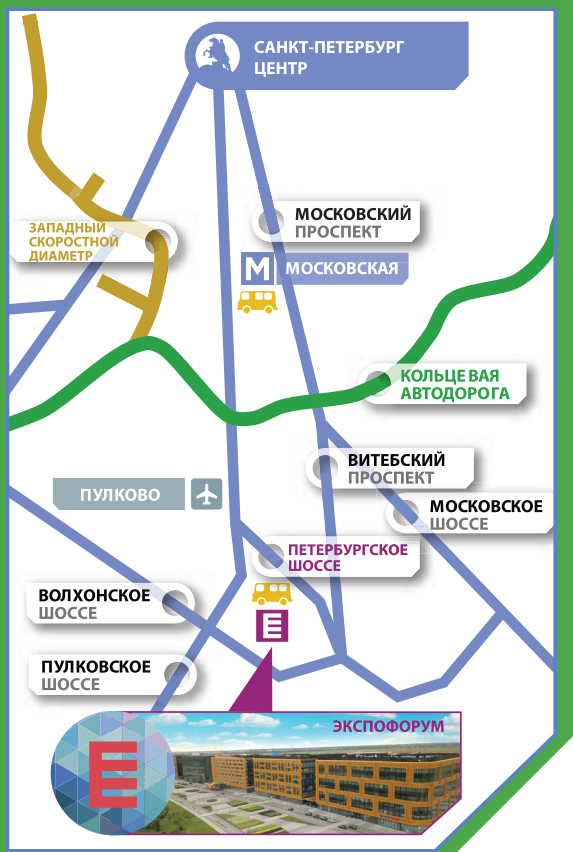 САНКТ-ПЕТЕРБУРГ
ЦЕНТР
МОСКОВСКИЙ
ПРОСПЕКТ
ЗАПАДНЫЙ
СКОРОСТНОЙ
ДИАМЕТР
М МОСКОВСКАЯ
КОЛЬЦЕВАЯ
АВТОДОРОГА
ВИТЕБСКИЙ
ПРОСПЕКТ
ПУЛКОВО
МОСКОВСКОЕ
ШОССЕ
ПЕТЕРБУРГСКОЕ
ШОССЕ
ВОЛХОНСКОЕ
ШОССЕ
E
ПУЛКОВСКОЕ
ШОССЕ
ЭКСПОФОРУМ
E